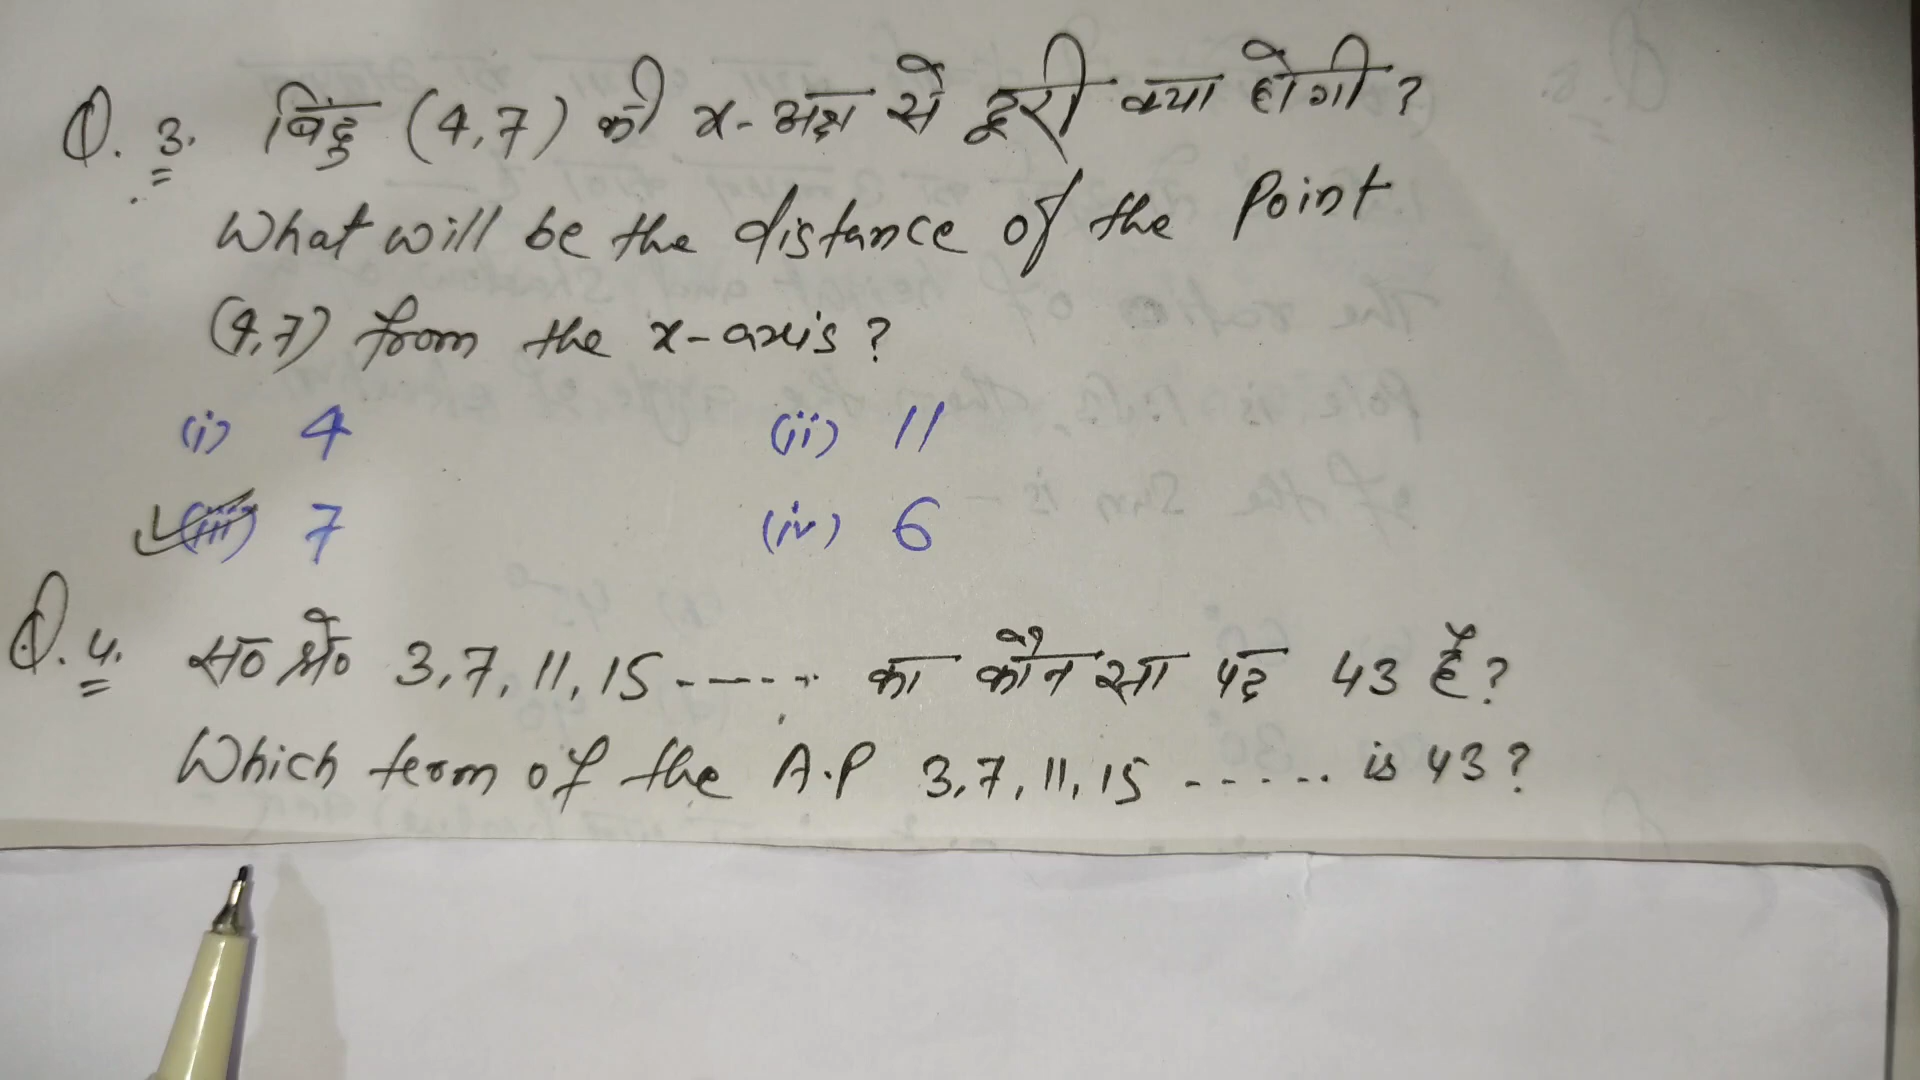 Q. 3. बिंदु (4,7) की x-अक्ष से दूरी क्या होगी?
What will be the distance of the Point
(4,7) from the x-axis?
(i) 4 (ii) 11
(iii) 7 (iv) 6
Q. 4. स० श्रे० 3, 7, 11, 15 ------ का कौन सा पद 43 है?
Which term of the A.P 3, 7, 11, 15 ------ is 43?